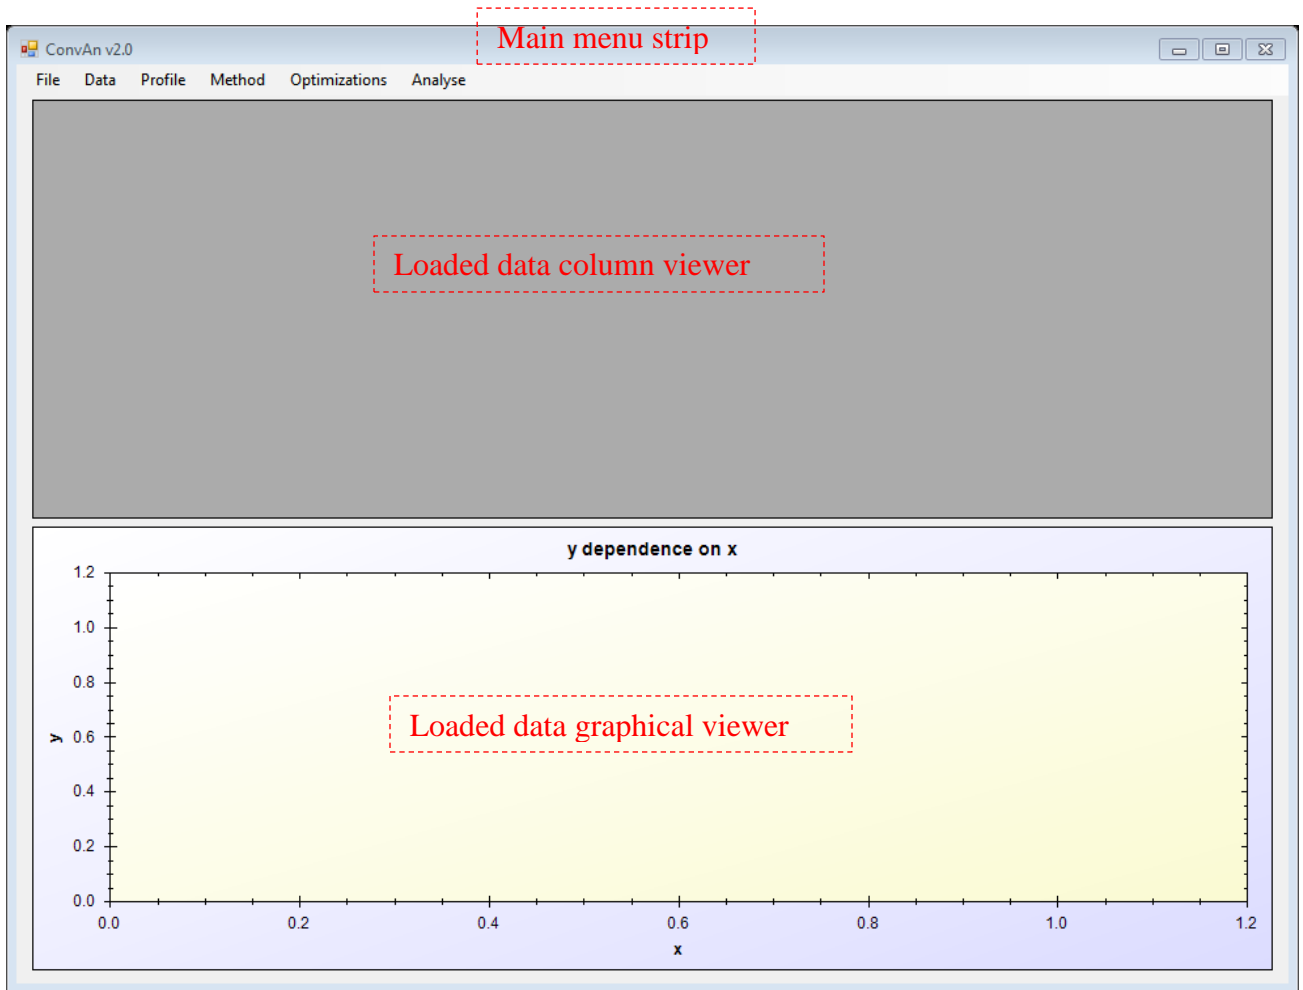 Main menu strip
ConvAn v2.0
File Data Profile Method Optimizations Analyse
Loaded data column viewer
y dependence on x
1.2
1.0
0.8
Loaded data graphical viewer
y 0.6
0.4
0.2
0.0
0.0 0.2 0.4 0.6 0.8 1.0 1.2
x